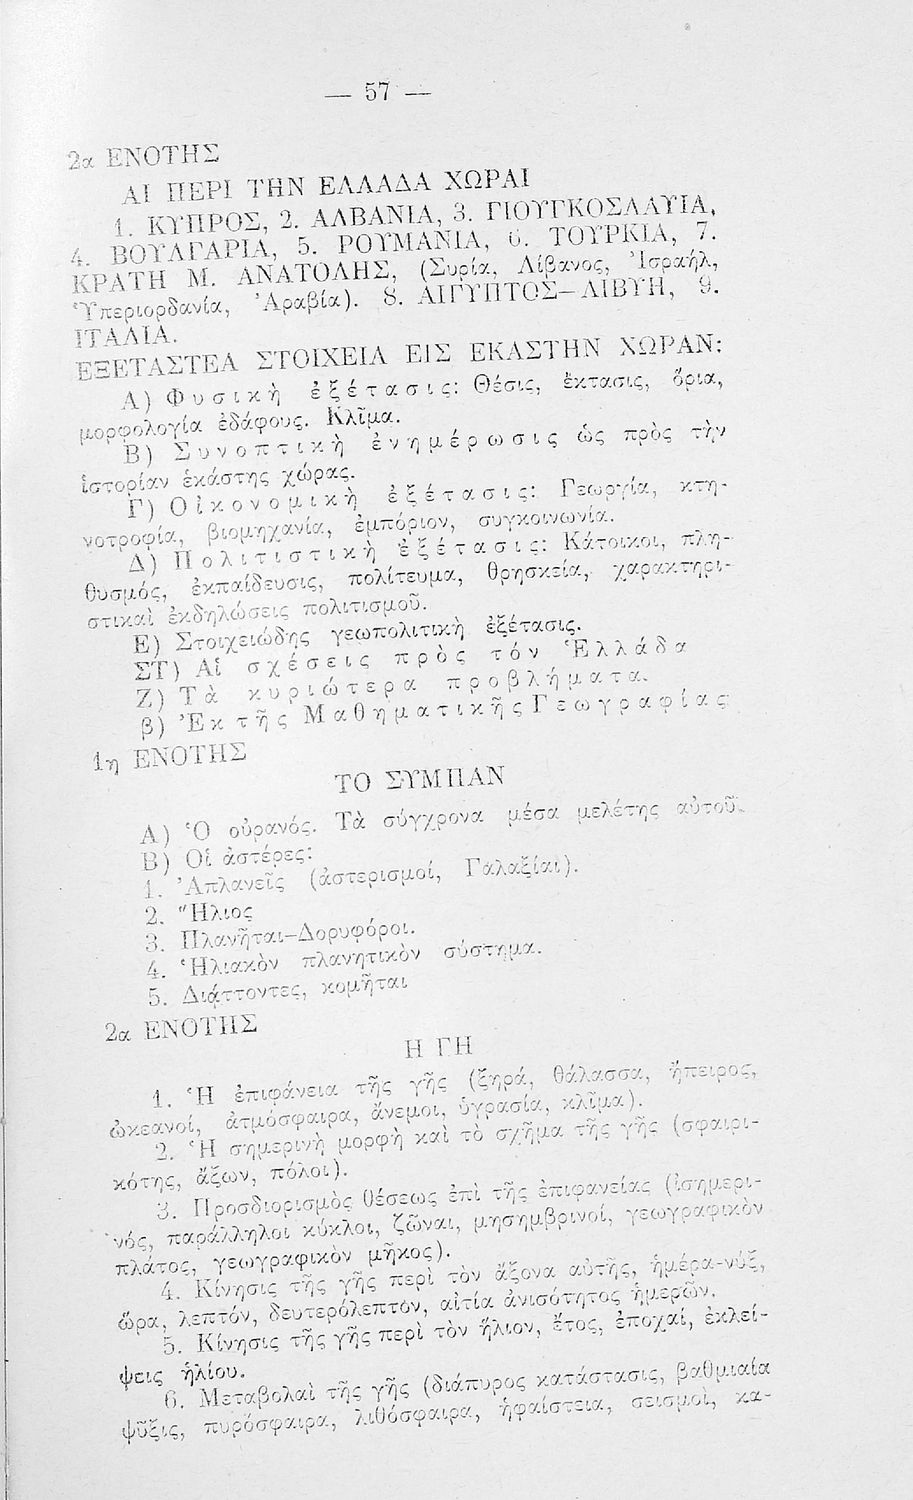 — 57 —
2α ΕΝΟΤΗΣ
ΑΙ ΠΕΡΙ ΤΗΝ ΕΛΛΑΔΑ ΧΩΡΑΙ
1. ΚΥΠΡΟΣ, 2. ΑΛΒΑΝΙΑ, 3. ΓΙΟΥΓΚΟΣΛΑΥΙΑ,
4. ΒΟΥΛΓΑΡΙΑ, 5. ΡΟΥΜΑΝΙΑ, 6. ΤΟΥΡΚΙΑ, 7.
ΚΡΑΤΗ Μ. ΑΝΑΤΟΛΗΣ, (Συρία, Λίβανος, Ἰσραήλ,
Ὑπεριορδανία, Ἀραβία). 8. ΑΙΓΥΠΤΟΣ–ΛΙΒΥΗ, 9.
ΙΤΑΛΙΑ.
ΕΞΕΤΑΣΤΕΑ ΣΤΟΙΧΕΙΑ ΕΙΣ ΕΚΑΣΤΗΝ ΧΩΡΑΝ:
Α) Φυσικὴ ἐξέτασις: Θέσις, ἔκτασις, ὅρια,
μορφολογία ἐδάφους. Κλῖμα.
Β) Συνοπτικὴ ἐνημέρωσις ὡς πρὸς τὴν
ἱστορίαν ἑκάστης χώρας.
Γ) Οἰκονομικὴ ἐξέτασις: Γεωργία, κτη-
νοτροφία, βιομηχανία, ἐμπόριον, συγκοινωνία.
Δ) Πολιτιστικὴ ἐξέτασις: Κάτοικοι, πλη-
θυσμός, ἐκπαίδευσις, πολίτευμα, θρησκεία, χαρακτηρι-
στικαὶ ἐκδηλώσεις πολιτισμοῦ.
Ε) Στοιχειώδης γεωπολιτικὴ ἐξέτασις.
ΣΤ) Αἱ σχέσεις πρὸς τόν Ἑλλάδα
Ζ) Τὰ κυριώτερα προβλήματα.
β) Ἐκ τῆς Μαθηματικῆς Γεωγραφίας
1η ΕΝΟΤΗΣ
ΤΟ ΣΥΜΠΑΝ
Α) Ὁ οὐρανός. Τὰ σύγχρονα μέσα μελέτης αὐτοῦ.
Β) Οἱ ἀστέρες:
1. Ἀπλανεῖς (ἀστερισμοί, Γαλαξίαι).
2. Ἥλιος
3. Πλανῆται–Δορυφόροι.
4. Ἡλιακὸν πλανητικὸν σύστημα.
5. Διᾴττοντες, κομῆται
2α ΕΝΟΤΗΣ
Η ΓΗ
1. Ἡ ἐπιφάνεια τῆς γῆς (ξηρά, θάλασσα, ἤπειρος,
ὠκεανοί, ἀτμόσφαιρα, ἄνεμοι, ὑγρασία, κλῖμα).
2. Ἡ σημερινὴ μορφὴ καὶ τὸ σχῆμα τῆς γῆς (σφαιρι-
κότης, ἄξων, πόλοι).
3. Προσδιορισμὸς θέσεως ἐπὶ τῆς ἐπιφανείας (ἰσημερι-
νός, παράλληλοι κύκλοι, ζῶναι, μησημβρινοί, γεωγραφικὸν
πλάτος, γεωγραφικὸν μῆκος).
4. Κίνησις τῆς γῆς περὶ τὸν ἄξονα αὐτῆς, ἡμέρα-νύξ,
ὥρα, λεπτόν, δευτερόλεπτον, αἰτία ἀνισότητος ἡμερῶν.
5. Κίνησις τῆς γῆς περὶ τὸν ἥλιον, ἔτος, ἐποχαί, ἐκλεί-
ψεις ἡλίου.
6. Μεταβολαὶ τῆς γῆς (διάπυρος κατάστασις, βαθμιαία
ψῦξις, πυρόσφαιρα, λιθόσφαιρα, ἡφαίστεια, σεισμοί, κα-